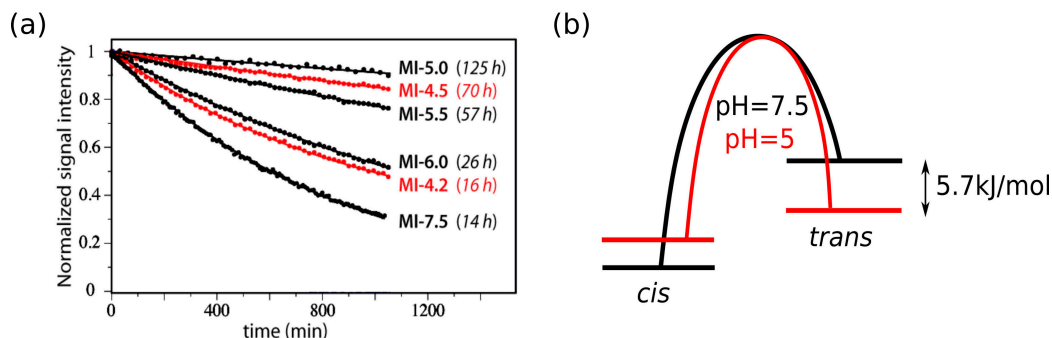 (a)
Normalized signal intensity
1
0.8
0.6
0.4
0.2
0
0
400
800
1200
time (min)
MI-5.0 (125 h)
MI-4.5 (70 h)
MI-5.5 (57 h)
MI-6.0 (26 h)
MI-4.2 (16 h)
MI-7.5 (14 h)
(b)
pH=7.5
pH=5
5.7kJ/mol
trans
cis